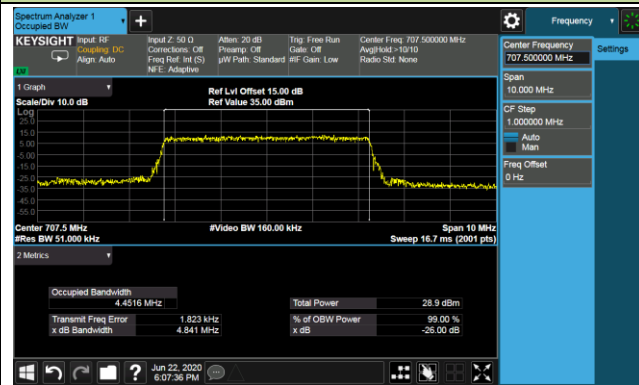 Spectrum Analyzer 1
Occupied BW
+
Frequency
KEYSIGHT
Input: RF
Coupling: DC
Align: Auto
Input Z: 50 Ω
Corrections: Off
Freq Ref: Int (S)
NFE: Adaptive
Atten: 20 dB
Preamp: Off
µW Path: Standard
Trig: Free Run
Gate: Off
#IF Gain: Low
Center Freq: 707.500000 MHz
Avg|Hold:>10/10
Radio Std: None
Center Frequency
707.500000 MHz
Settings
Span
10.000 MHz
CF Step
1.000000 MHz
Auto
Man
Freq Offset
0 Hz
1 Graph
Scale/Div 10.0 dB
Ref Lvl Offset 15.00 dB
Ref Value 35.00 dBm
Log
25.0
15.0
5.00
-5.00
-15.0
-25.0
-35.0
-45.0
-55.0
Center 707.5 MHz
#Res BW 51.000 kHz
#Video BW 160.00 kHz
Span 10 MHz
Sweep 16.7 ms (2001 pts)
2 Metrics
Occupied Bandwidth
4.4516 MHz
Transmit Freq Error 1.823 kHz
x dB Bandwidth 4.841 MHz
Total Power 28.9 dBm
% of OBW Power 99.00 %
x dB -26.00 dB
?
Jun 22, 2020
6:07:36 PM